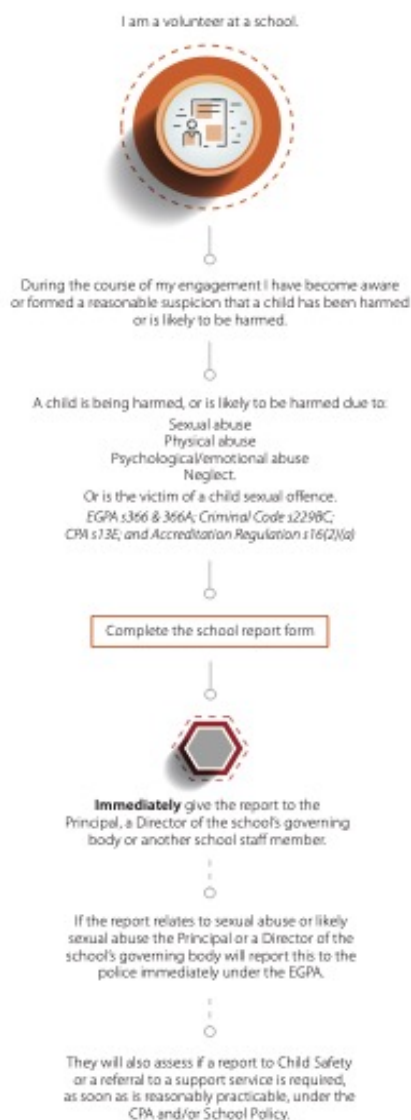 I am a volunteer at a school.
During the course of my engagement I have become aware
or formed a reasonable suspicion that a child has been harmed
or is likely to be harmed.
A child is being harmed, or is likely to be harmed due to:
Sexual abuse
Physical abuse
Psychological/emotional abuse
Neglect.
Or is the victim of a child sexual offence.
EGPA s366 & 366A; Criminal Code s229BC;
CPA s13E; and Accreditation Regulation s16(2)(a)
Complete the school report form
Immediately give the report to the
Principal, a Director of the school's governing
body or another school staff member.
If the report relates to sexual abuse or likely
sexual abuse the Principal or a Director of the
school's governing body will report this to the
police immediately under the EGPA.
They will also assess if a report to Child Safety
or a referral to a support service is required,
as soon as is reasonably practicable, under the
CPA and/or School Policy.